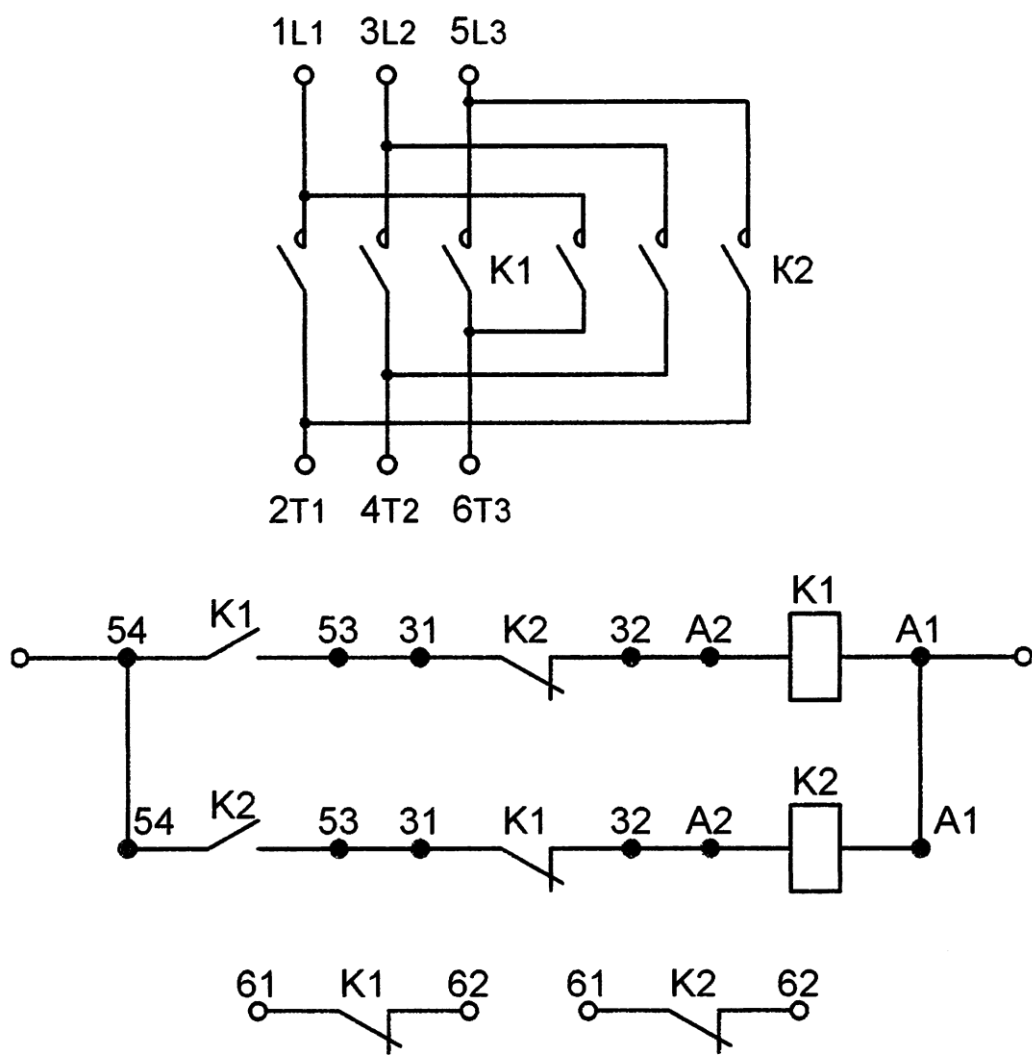 1L1 3L2 5L3
K1 K2
2T1 4T2 6T3
K1
54 K1 53 31 K2 32 A2 A1
K2
54 K2 53 31 K1 32 A2 A1
61 K1 62 61 K2 62